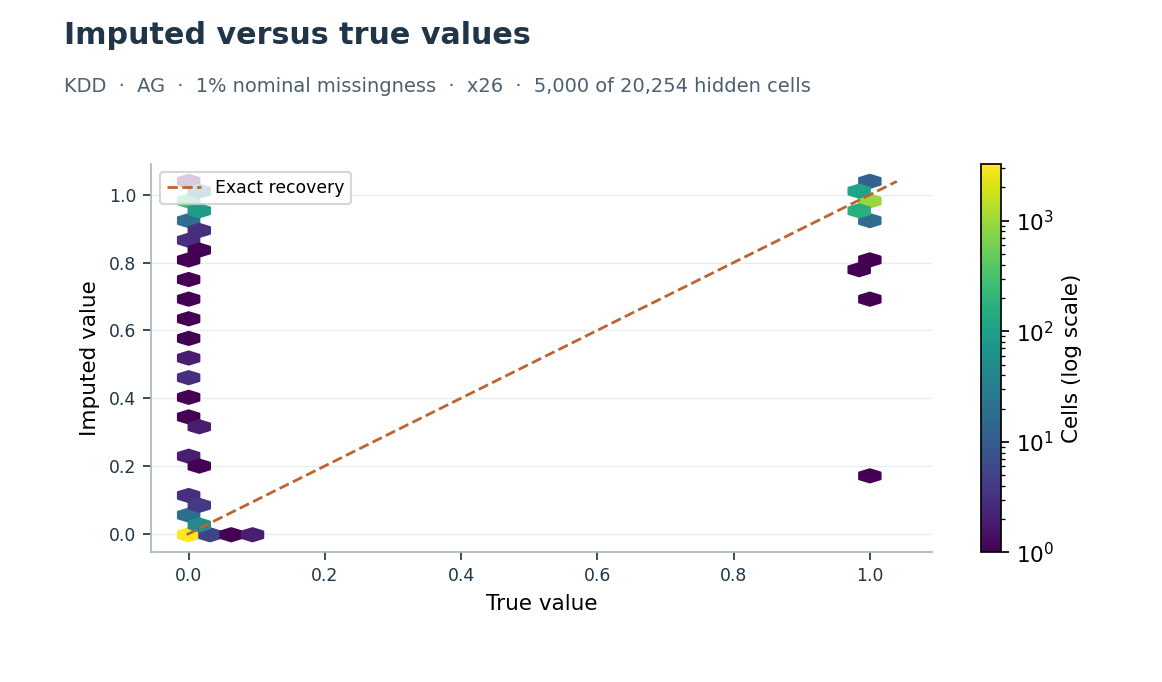 Imputed versus true values
KDD · AG · 1% nominal missingness · x26 · 5,000 of 20,254 hidden cells
Exact recovery
1.0
0.8
0.6
0.4
0.2
0.0
Imputed value
0.0 0.2 0.4 0.6 0.8 1.0
True value
10³
10²
10¹
10⁰
Cells (log scale)